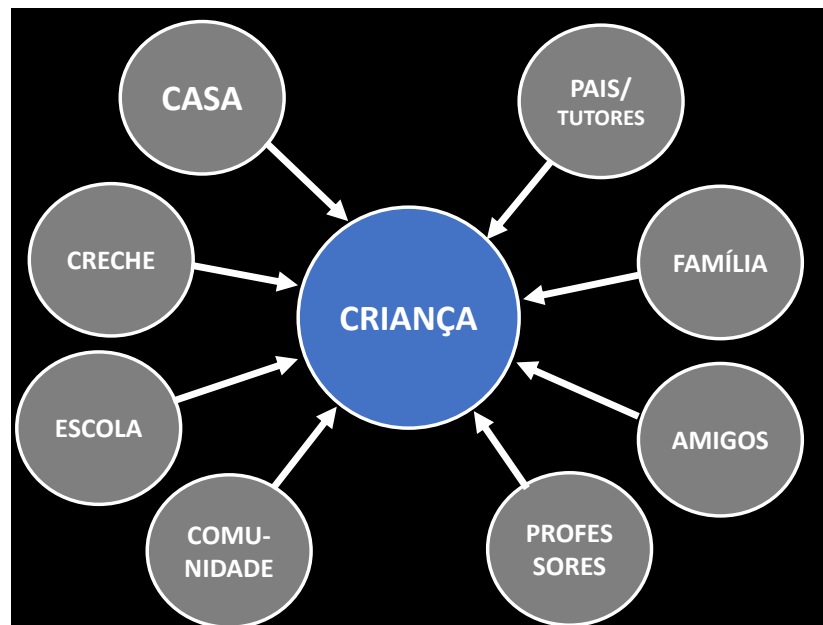 CASA
PAIS/
TUTORES
CRECHE
FAMÍLIA
CRIANÇA
ESCOLA
AMIGOS
COMU-
NIDADE
PROFES
SORES